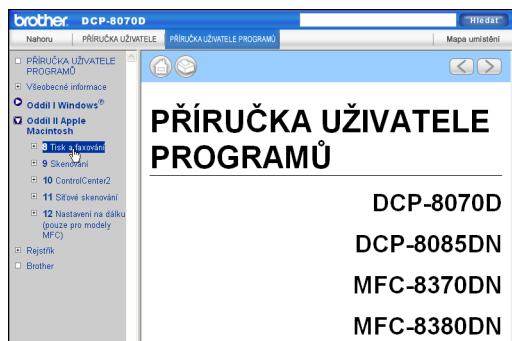 brother. DCP-8070D
Hledat
Nahoru
PŘÍRUČKA UŽIVATELE
PŘÍRUČKA UŽIVATELE PROGRAMŮ
Mapa umístění
PŘÍRUČKA UŽIVATELE
PROGRAMŮ
Všeobecné informace
Oddíl I Windows®
Oddíl II Apple
Macintosh
8 Tisk a faxování
9 Skenování
10 ControlCenter2
11 Síťové skenování
12 Nastavení na dálku
(pouze pro modely
MFC)
Rejstřík
Brother
PŘÍRUČKA UŽIVATELE
PROGRAMŮ
DCP-8070D
DCP-8085DN
MFC-8370DN
MFC-8380DN